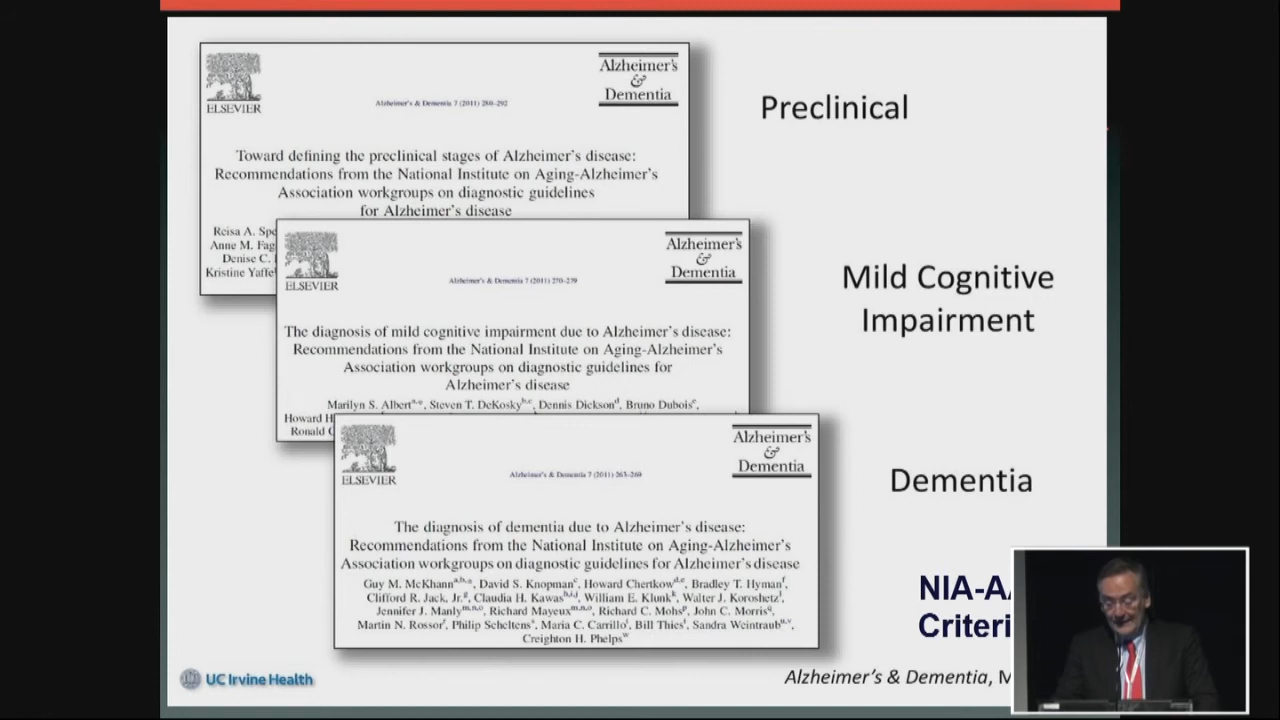 ELSEVIER
Alzheimer's & Dementia 7 (2011) 280–292
Alzheimer's
&
Dementia
Preclinical
Toward defining the preclinical stages of Alzheimer's disease:
Recommendations from the National Institute on Aging-Alzheimer's
Association workgroups on diagnostic guidelines
for Alzheimer's disease
Reisa A. Spe
Anne M. Fag
Denise C.
Kristine Yaffe
ELSEVIER
Alzheimer's & Dementia 7 (2011) 270–279
Alzheimer's
&
Dementia
Mild Cognitive
Impairment
The diagnosis of mild cognitive impairment due to Alzheimer's disease:
Recommendations from the National Institute on Aging-Alzheimer's
Association workgroups on diagnostic guidelines for
Alzheimer's disease
Marilyn S. Albert a,*, Steven T. DeKosky b,c, Dennis Dickson d, Bruno Dubois e,
Howard H
Ronald C
ELSEVIER
Alzheimer's & Dementia 7 (2011) 263–269
Alzheimer's
&
Dementia
Dementia
The diagnosis of dementia due to Alzheimer's disease:
Recommendations from the National Institute on Aging-Alzheimer's
Association workgroups on diagnostic guidelines for Alzheimer's disease
Guy M. McKhann a,b,*, David S. Knopman c, Howard Chertkow d,e, Bradley T. Hyman f,
Clifford R. Jack, Jr. g, Claudia H. Kawas h,i,j, William E. Klunk k, Walter J. Koroshetz l,
Jennifer J. Manly m,n,o, Richard Mayeux m,n,o, Richard C. Mohs p, John C. Morris q,
Martin N. Rossor r, Philip Scheltens s, Maria C. Carrillo t, Bill Thies t, Sandra Weintraub u,v,
Creighton H. Phelps w
NIA-A
Criteri
UC Irvine Health
Alzheimer's & Dementia, M